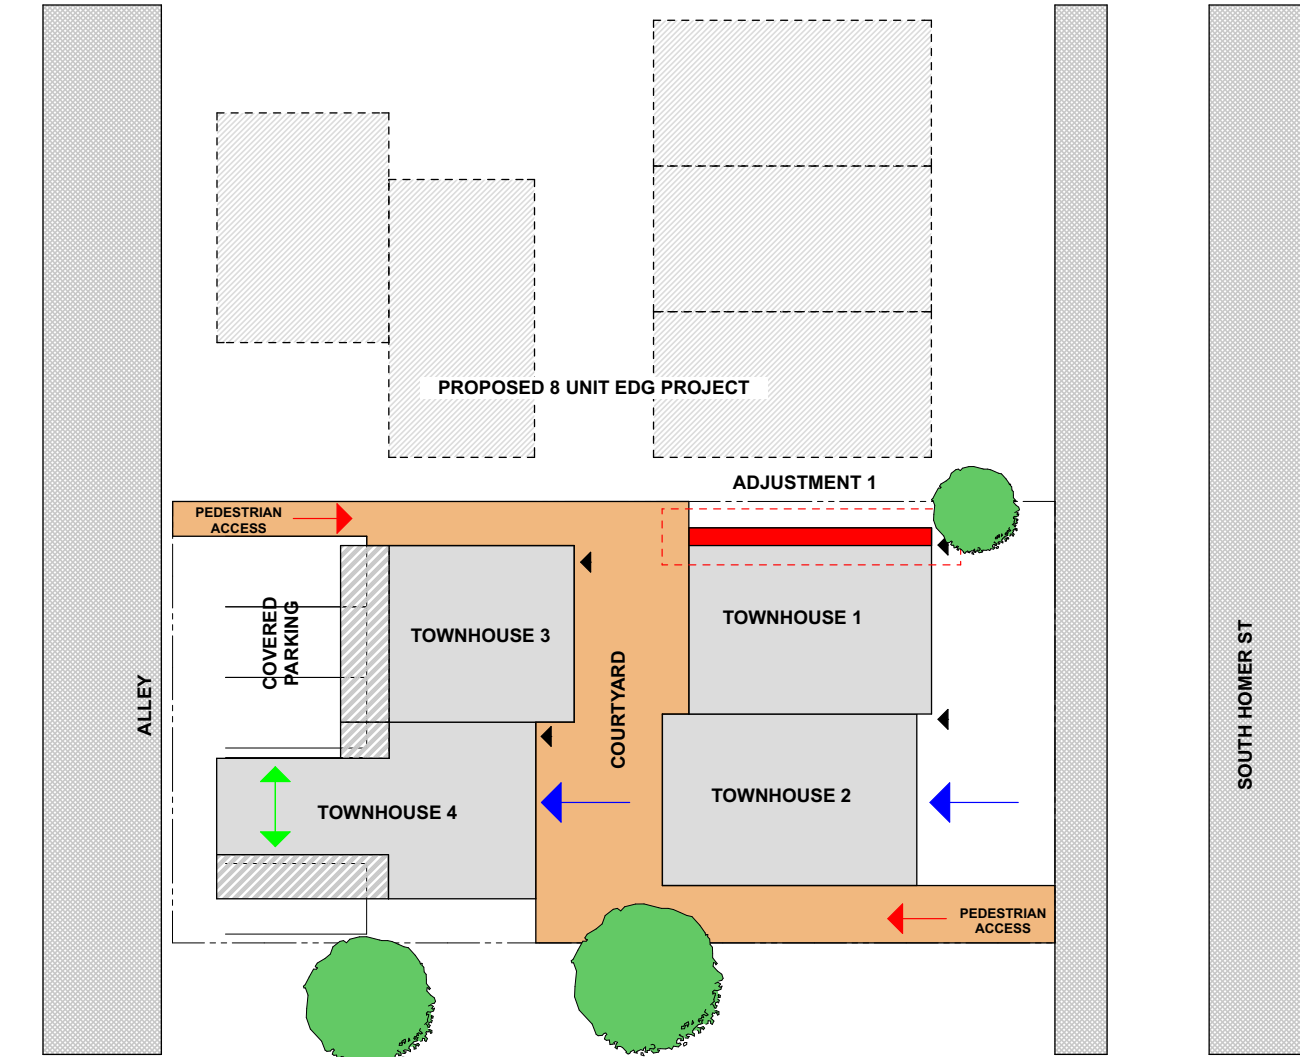 PROPOSED 8 UNIT EDG PROJECT
ADJUSTMENT 1
PEDESTRIAN
ACCESS
TOWNHOUSE 1
TOWNHOUSE 3
COVERED
PARKING
COURTYARD
ALLEY
SOUTH HOMER ST
TOWNHOUSE 2
TOWNHOUSE 4
PEDESTRIAN
ACCESS